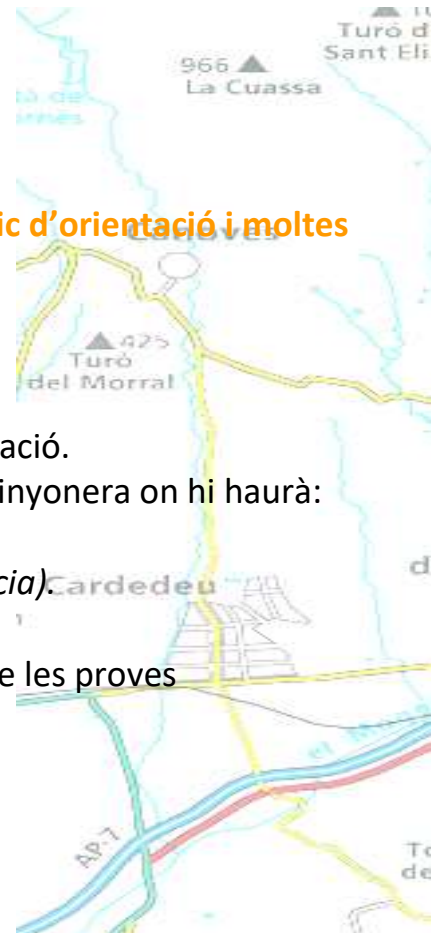 Turó d
966
Sant Eli
La Cuassa
ic d'orientació i moltes
Cànoves
425
Turó
del Morral
ació.
inyonera on hi haurà:
d
cia).
Cardedeu
e les proves
AP-7
de